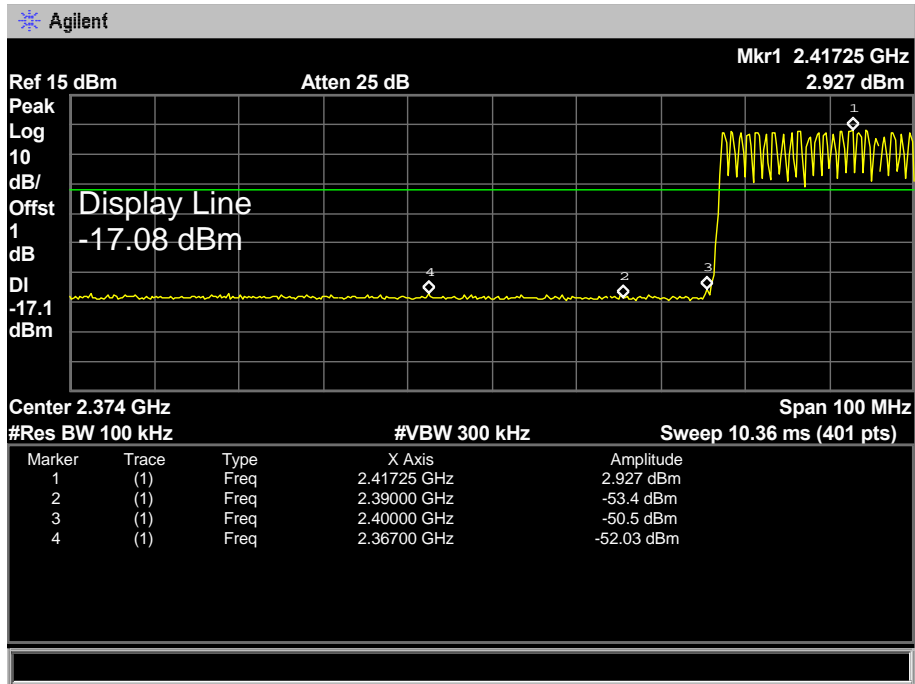 Agilent
Mkr1 2.41725 GHz
Ref 15 dBm Atten 25 dB 2.927 dBm
Peak
Log
10
dB/
Offst
1
dB
DI
-17.1
dBm
Display Line
-17.08 dBm
1
4
2
3
Center 2.374 GHz Span 100 MHz
#Res BW 100 kHz #VBW 300 kHz Sweep 10.36 ms (401 pts)
Marker Trace Type X Axis Amplitude
1 (1) Freq 2.41725 GHz 2.927 dBm
2 (1) Freq 2.39000 GHz -53.4 dBm
3 (1) Freq 2.40000 GHz -50.5 dBm
4 (1) Freq 2.36700 GHz -52.03 dBm